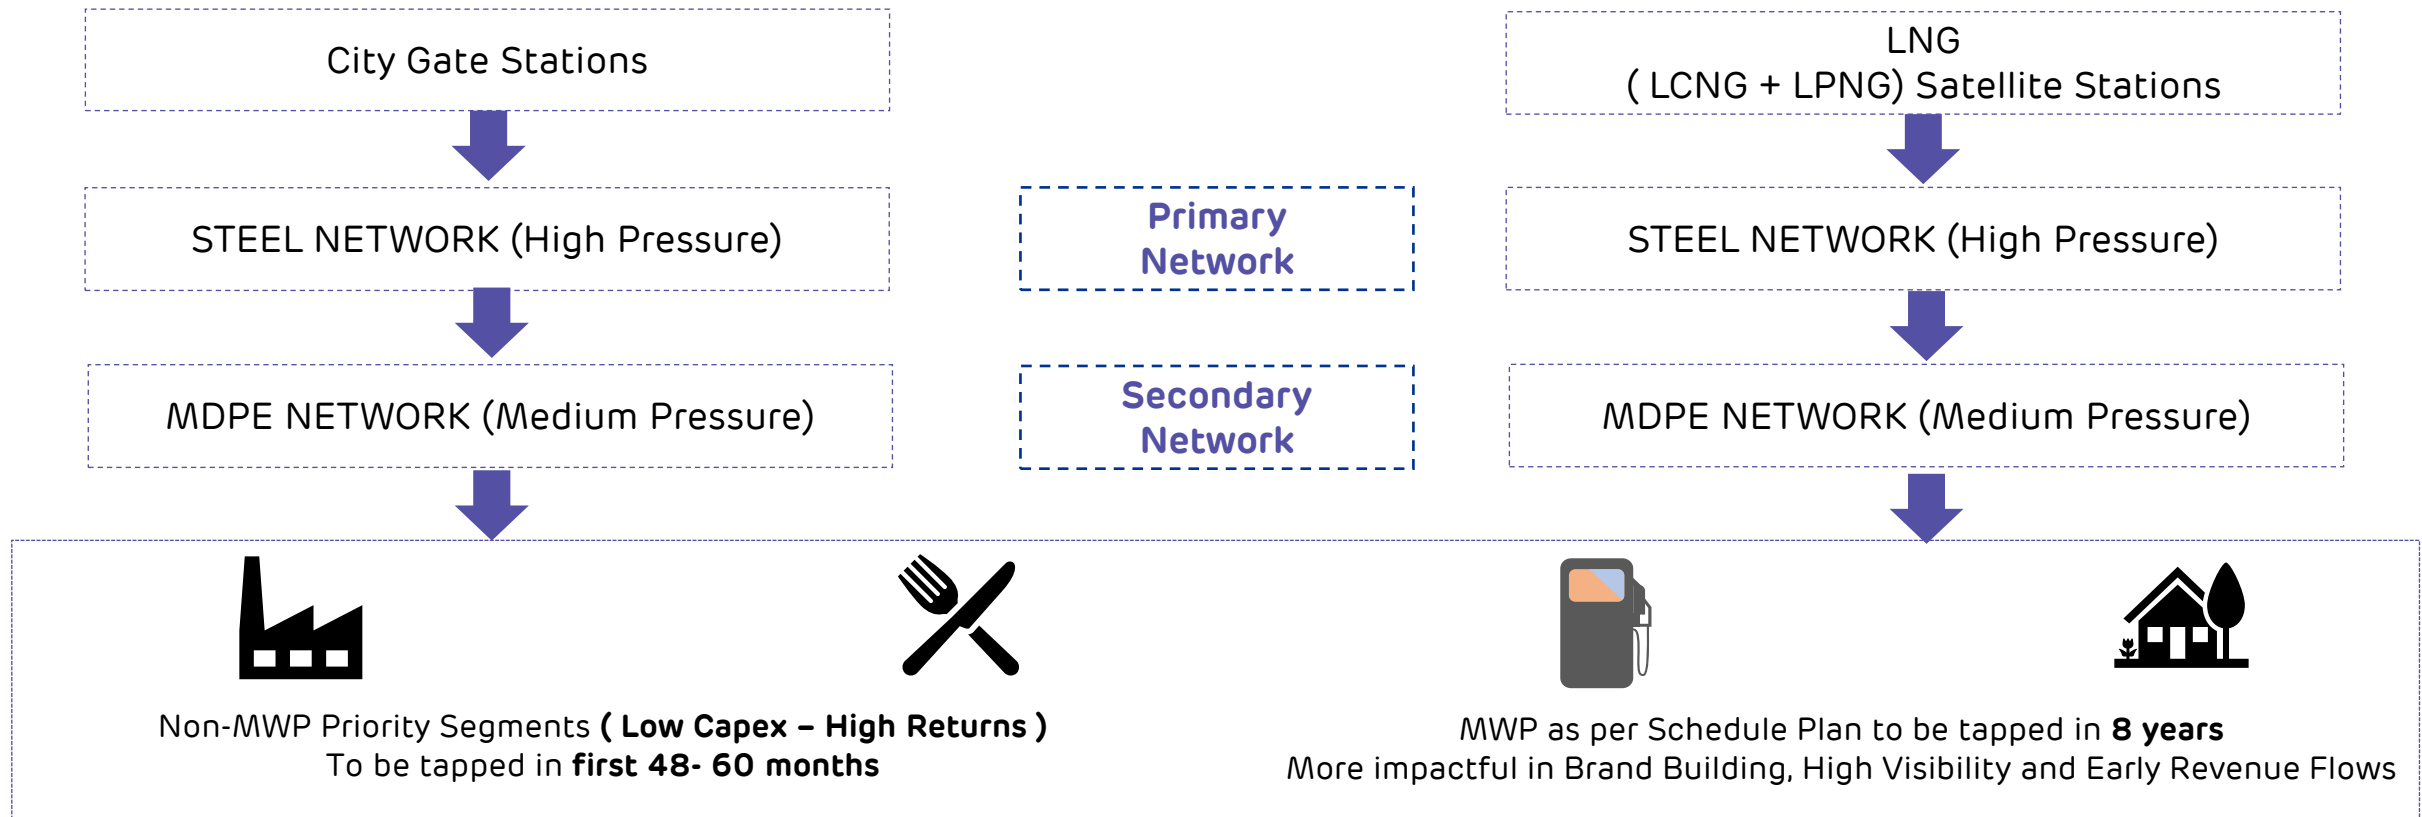 City Gate Stations
LNG
( LCNG + LPNG) Satellite Stations
STEEL NETWORK (High Pressure)
Primary
Network
STEEL NETWORK (High Pressure)
MDPE NETWORK (Medium Pressure)
Secondary
Network
MDPE NETWORK (Medium Pressure)
Non-MWP Priority Segments ( Low Capex – High Returns )
To be tapped in first 48- 60 months
MWP as per Schedule Plan to be tapped in 8 years
More impactful in Brand Building, High Visibility and Early Revenue Flows